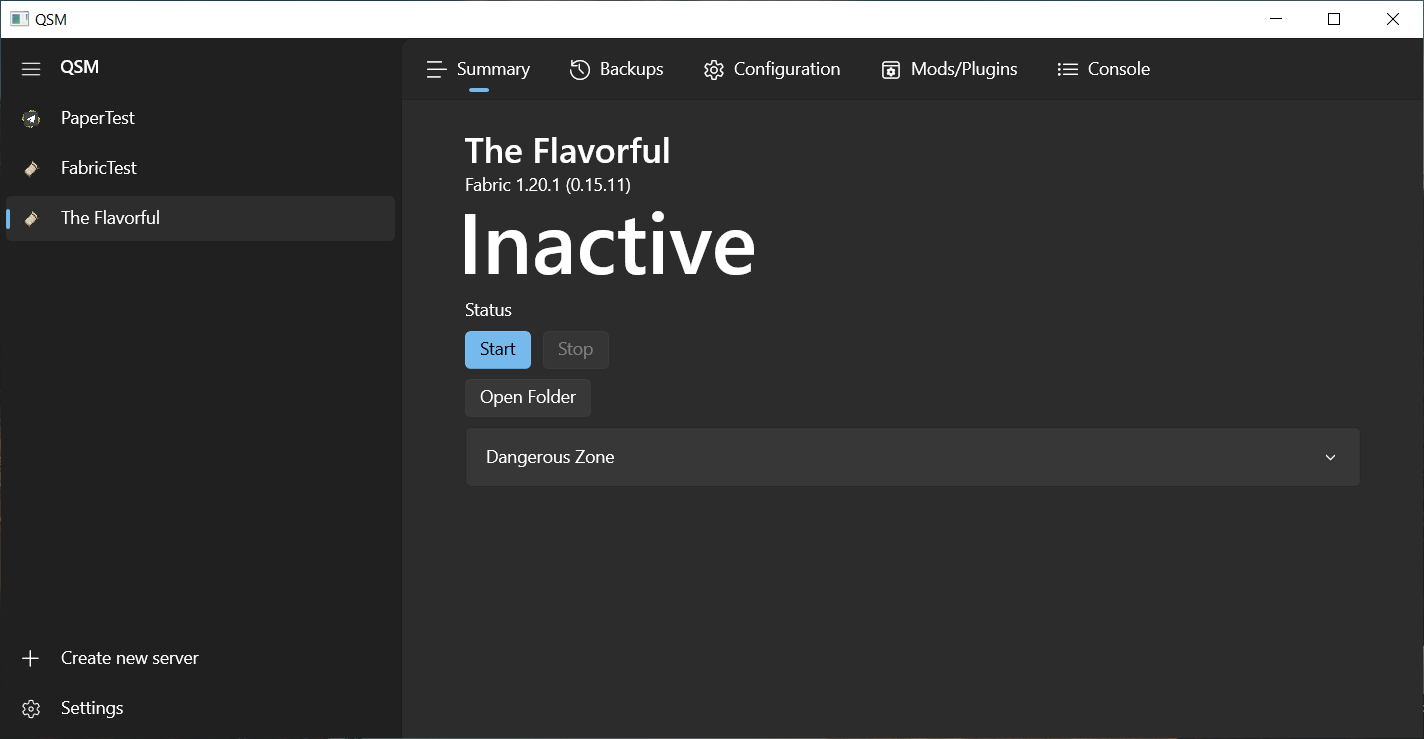 QSM
QSM
PaperTest
FabricTest
The Flavorful
Create new server
Settings
Summary Backups Configuration Mods/Plugins Console
The Flavorful
Fabric 1.20.1 (0.15.11)
Inactive
Status
Start Stop
Open Folder
Dangerous Zone